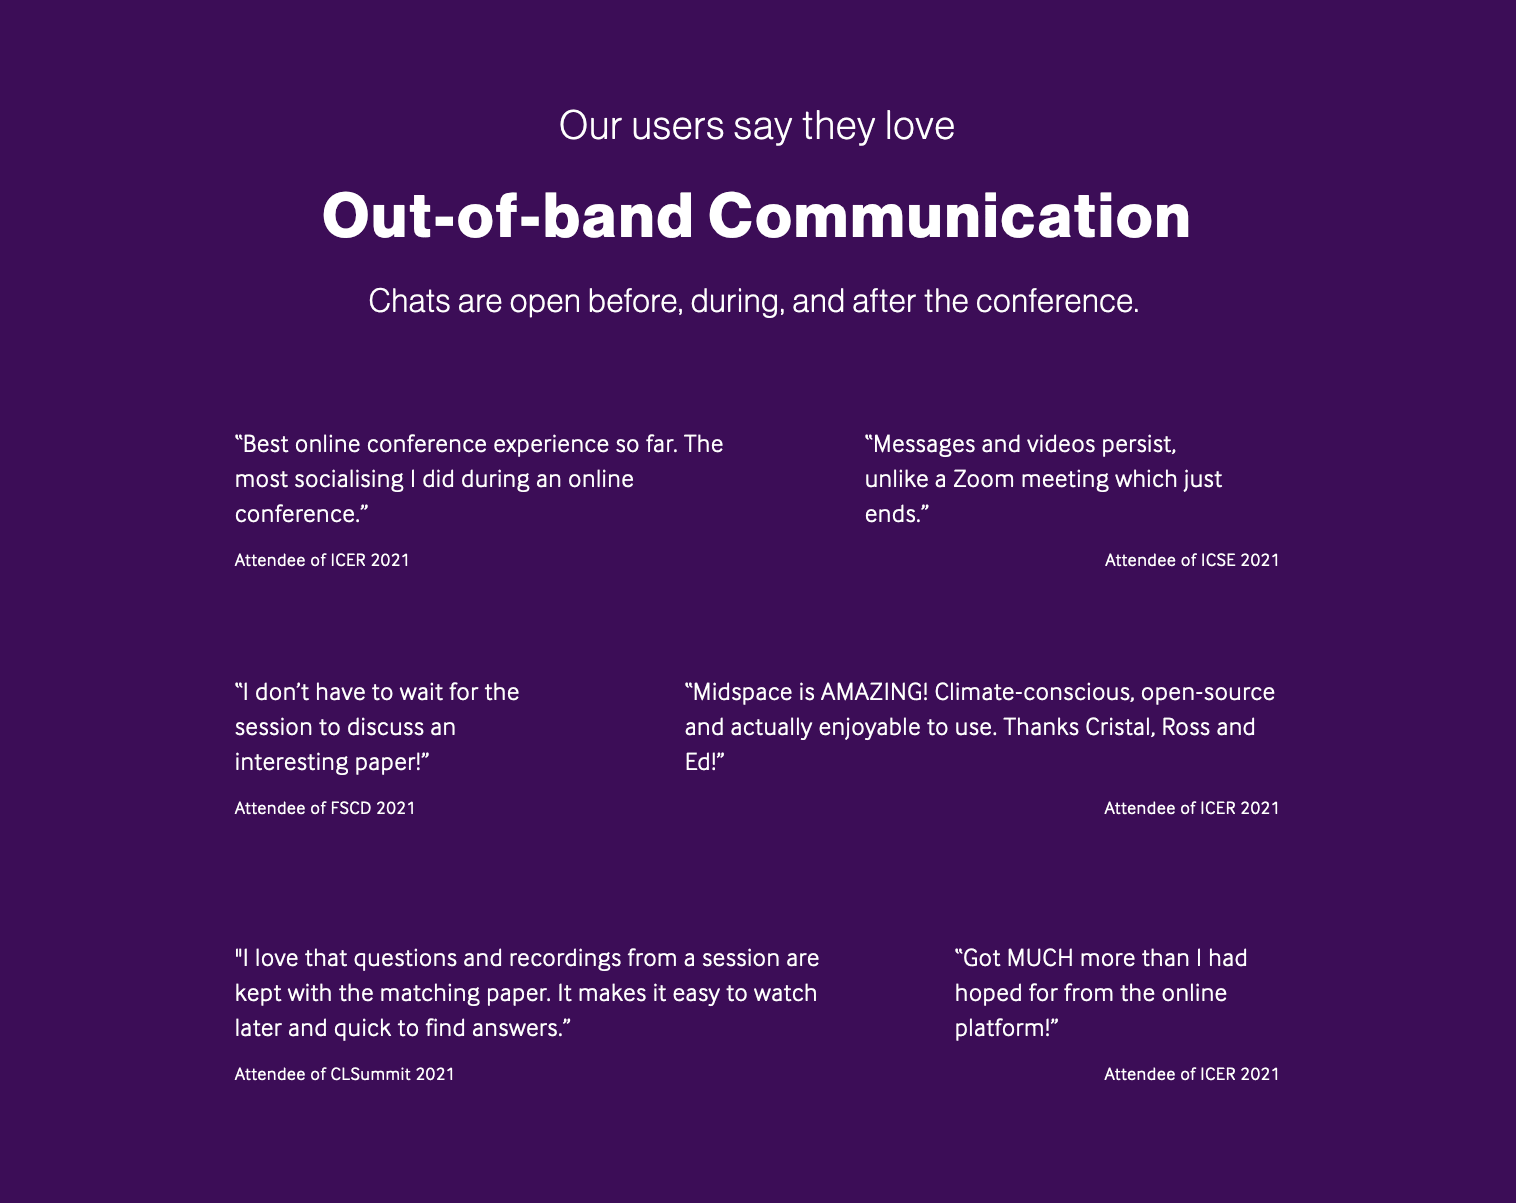 Our users say they love
Out-of-band Communication
Chats are open before, during, and after the conference.
“Best online conference experience so far. The
most socialising I did during an online
conference.”
Attendee of ICER 2021
“Messages and videos persist,
unlike a Zoom meeting which just
ends.”
Attendee of ICSE 2021
“I don’t have to wait for the
session to discuss an
interesting paper!”
Attendee of FSCD 2021
“Midspace is AMAZING! Climate-conscious, open-source
and actually enjoyable to use. Thanks Cristal, Ross and
Ed!”
Attendee of ICER 2021
"I love that questions and recordings from a session are
kept with the matching paper. It makes it easy to watch
later and quick to find answers.”
Attendee of CLSummit 2021
“Got MUCH more than I had
hoped for from the online
platform!”
Attendee of ICER 2021